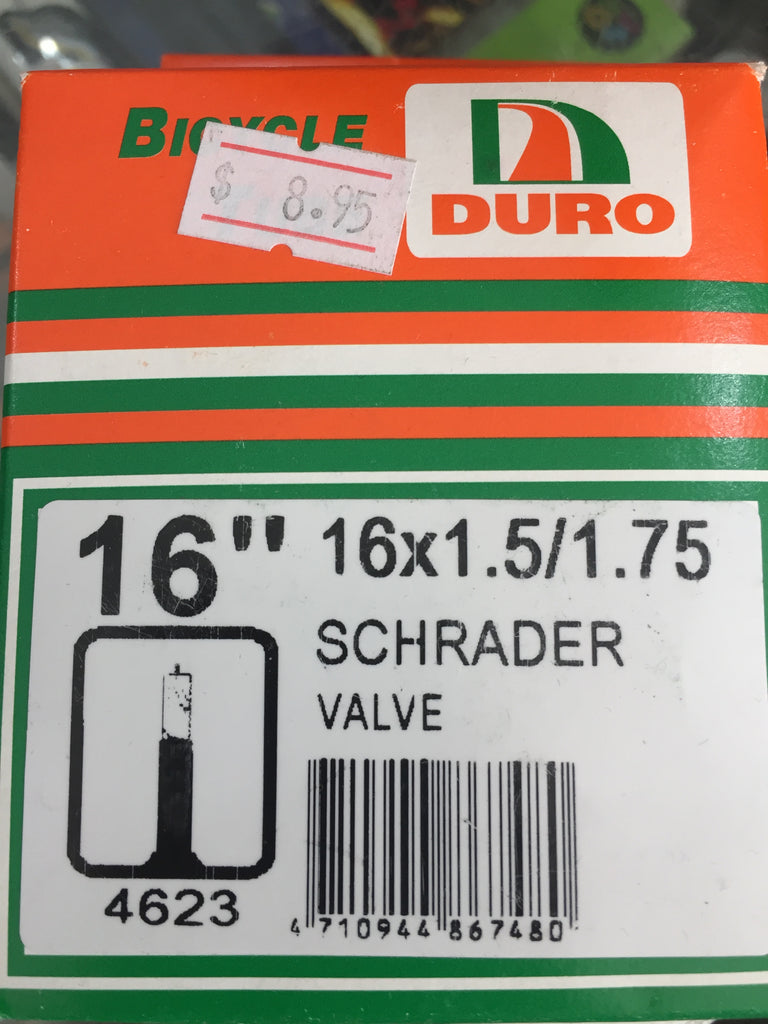 BICYCLE
$ 8.95
DURO
16" 16x1.5/1.75
SCHRADER
VALVE
4623
4 710944 867480